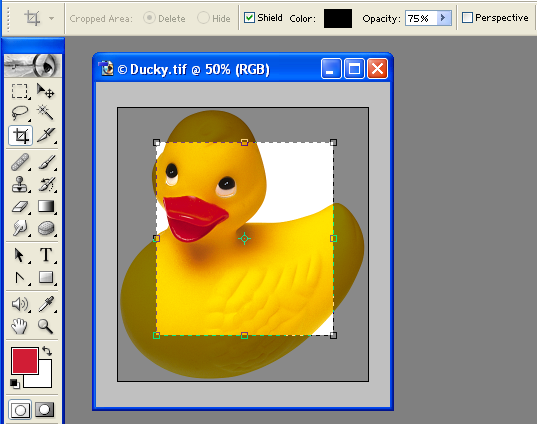 Cropped Area: Delete Hide Shield Color: Opacity: 75% Perspective
© Ducky.tif @ 50% (RGB)
T